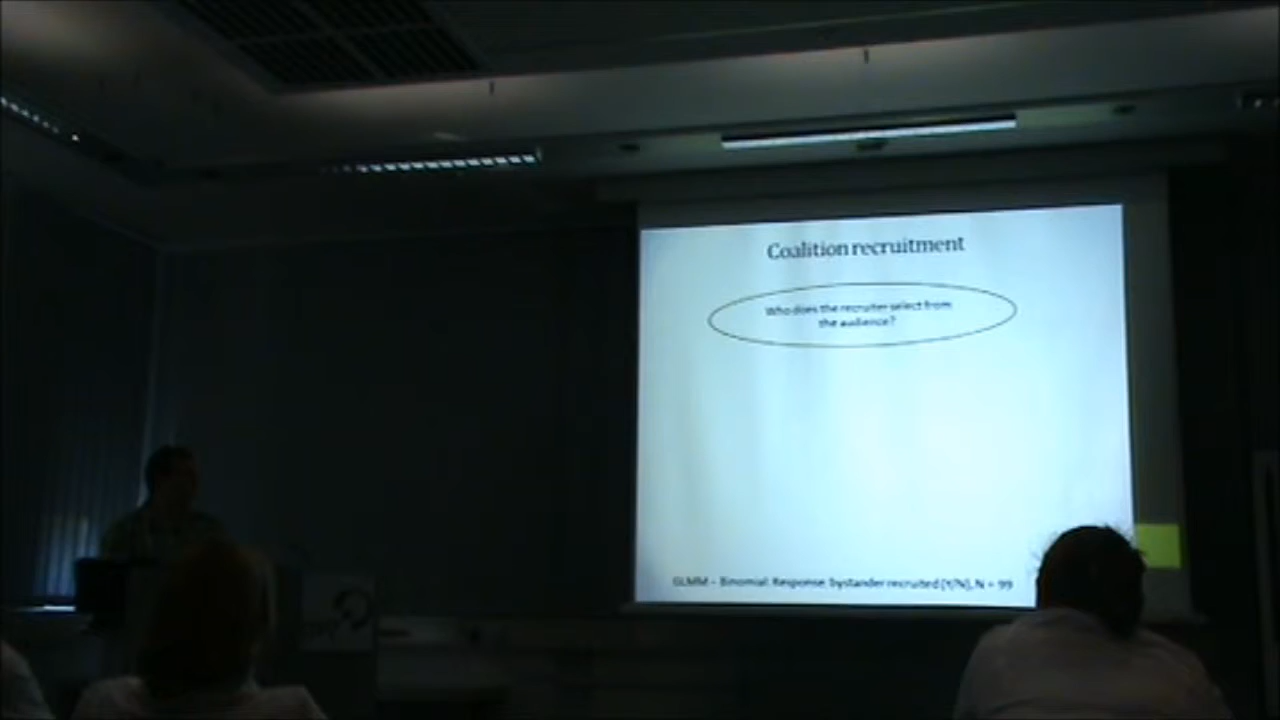 Coalition recruitment
Who does the recruiter select from
the audience?
GLMM – Binomial: Response: bystander recruited (Y/N), N = 99